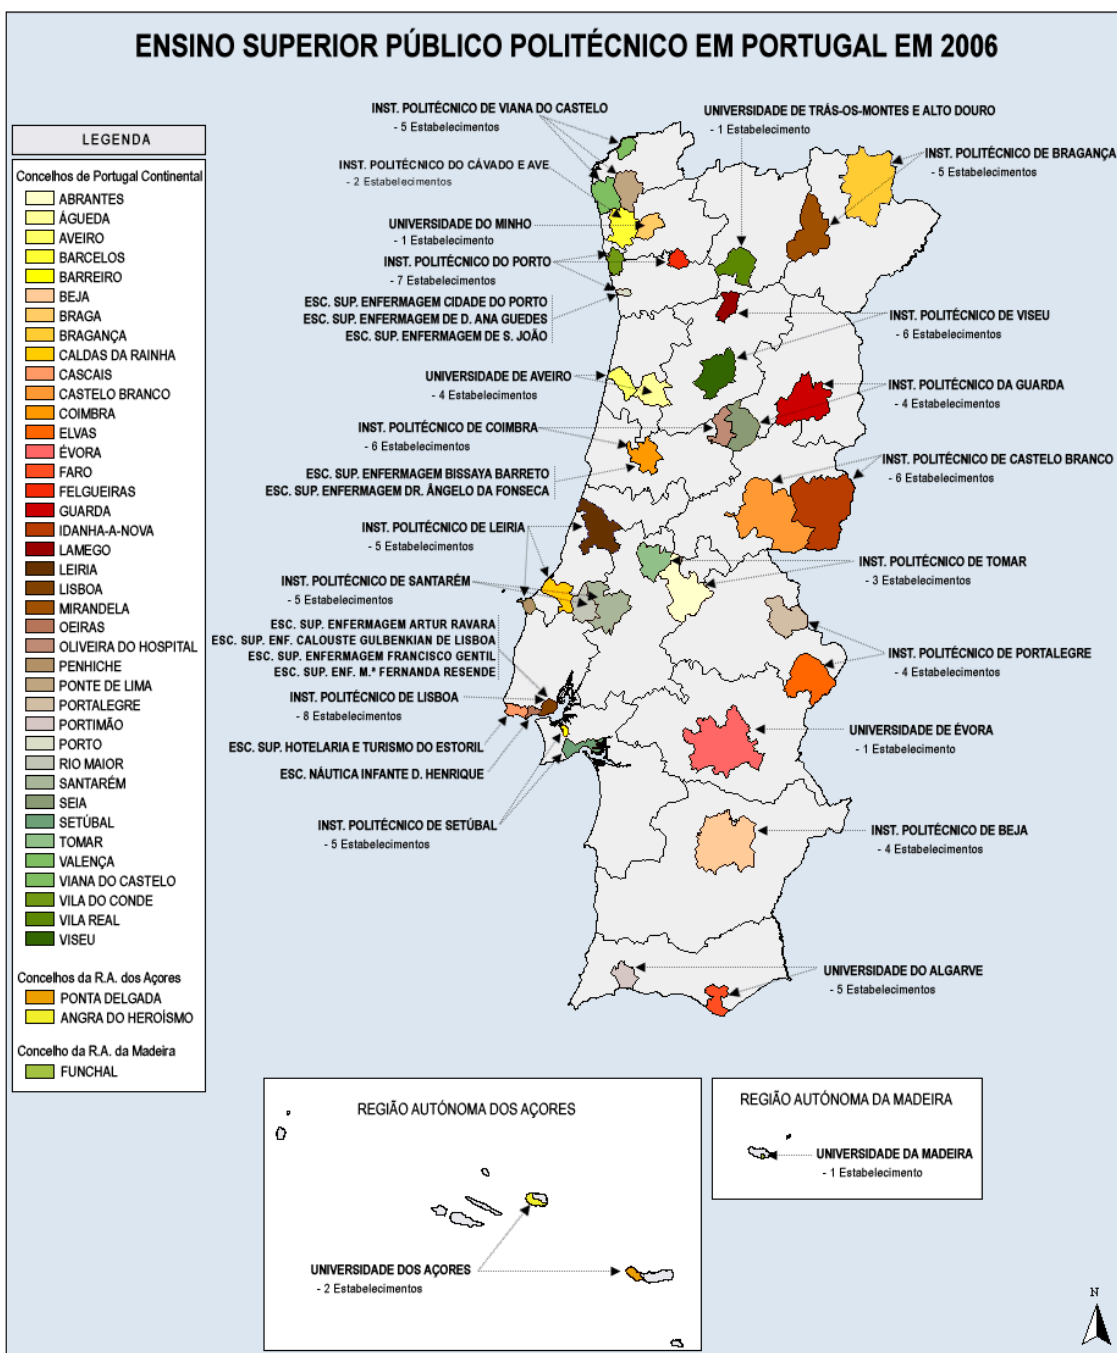 ENSINO SUPERIOR PÚBLICO POLITÉCNICO EM PORTUGAL EM 2006
LEGENDA
Concelhos de Portugal Continental
ABRANTES
ÁGUEDA
AVEIRO
BARCELOS
BARREIRO
BEJA
BRAGA
BRAGANÇA
CALDAS DA RAINHA
CASCAIS
CASTELO BRANCO
COIMBRA
ELVAS
ÉVORA
FARO
FELGUEIRAS
GUARDA
IDANHA-A-NOVA
LAMEGO
LEIRIA
LISBOA
MIRANDELA
OEIRAS
OLIVEIRA DO HOSPITAL
PENHICHE
PONTE DE LIMA
PORTALEGRE
PORTIMÃO
PORTO
RIO MAIOR
SANTARÉM
SEIA
SETÚBAL
TOMAR
VALENÇA
VIANA DO CASTELO
VILA DO CONDE
VILA REAL
VISEU
Concelhos da R.A. dos Açores
PONTA DELGADA
ANGRA DO HEROÍSMO
Concelho da R.A. da Madeira
FUNCHAL
INST. POLITÉCNICO DE VIANA DO CASTELO
- 5 Estabelecimentos
UNIVERSIDADE DE TRÁS-OS-MONTES E ALTO DOURO
- 1 Estabelecimento
INST. POLITÉCNICO DO CÁVADO E AVE
- 2 Estabelecimentos
INST. POLITÉCNICO DE BRAGANÇA
- 5 Estabelecimentos
UNIVERSIDADE DO MINHO
- 1 Estabelecimento
INST. POLITÉCNICO DO PORTO
- 7 Estabelecimentos
ESC. SUP. ENFERMAGEM CIDADE DO PORTO
ESC. SUP. ENFERMAGEM DE D. ANA GUEDES
ESC. SUP. ENFERMAGEM DE S. JOÃO
INST. POLITÉCNICO DE VISEU
- 6 Estabelecimentos
UNIVERSIDADE DE AVEIRO
- 4 Estabelecimentos
INST. POLITÉCNICO DA GUARDA
- 4 Estabelecimentos
INST. POLITÉCNICO DE COIMBRA
- 6 Estabelecimentos
INST. POLITÉCNICO DE CASTELO BRANCO
- 6 Estabelecimentos
ESC. SUP. ENFERMAGEM BISSAYA BARRETO
ESC. SUP. ENFERMAGEM DR. ÂNGELO DA FONSECA
INST. POLITÉCNICO DE LEIRIA
- 5 Estabelecimentos
INST. POLITÉCNICO DE TOMAR
- 3 Estabelecimentos
INST. POLITÉCNICO DE SANTARÉM
- 5 Estabelecimentos
ESC. SUP. ENFERMAGEM ARTUR RAVARA
ESC. SUP. ENF. CALOUSTE GULBENKIAN DE LISBOA
ESC. SUP. ENFERMAGEM FRANCISCO GENTIL
ESC. SUP. ENF. M.ª FERNANDA RESENDE
INST. POLITÉCNICO DE PORTALEGRE
- 4 Estabelecimentos
INST. POLITÉCNICO DE LISBOA
- 8 Estabelecimentos
UNIVERSIDADE DE ÉVORA
- 1 Estabelecimento
ESC. SUP. HOTELARIA E TURISMO DO ESTORIL
ESC. NÁUTICA INFANTE D. HENRIQUE
INST. POLITÉCNICO DE SETÚBAL
- 5 Estabelecimentos
INST. POLITÉCNICO DE BEJA
- 4 Estabelecimentos
UNIVERSIDADE DO ALGARVE
- 5 Estabelecimentos
REGIÃO AUTÓNOMA DOS AÇORES
UNIVERSIDADE DOS AÇORES
- 2 Estabelecimentos
REGIÃO AUTÓNOMA DA MADEIRA
UNIVERSIDADE DA MADEIRA
- 1 Estabelecimento
N